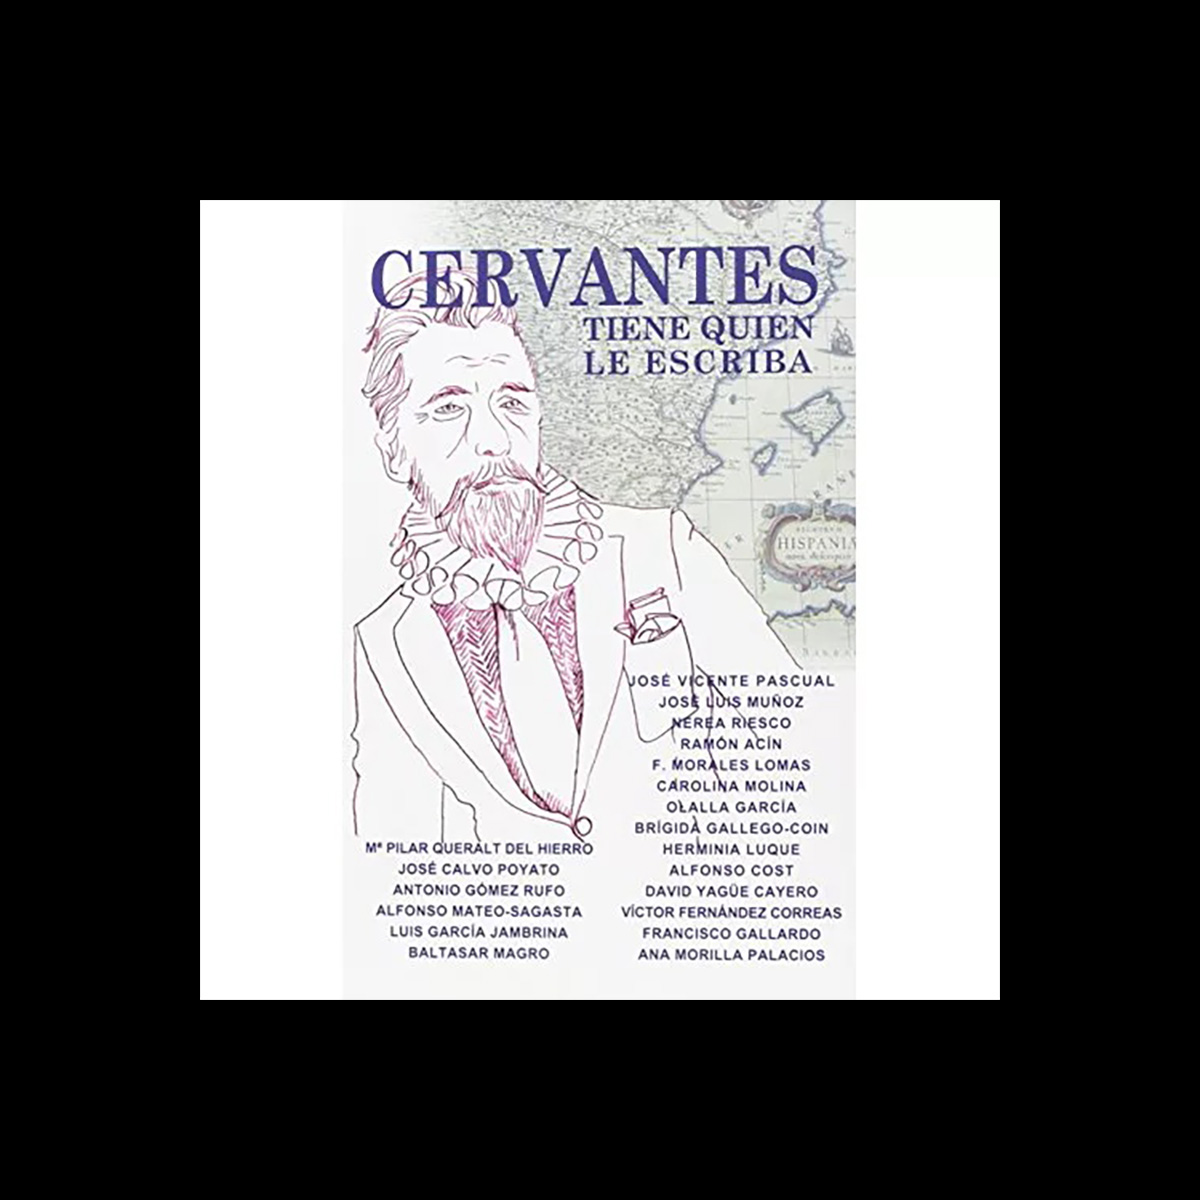 CERVANTES
TIENE QUIEN
LE ESCRIBA
HISPANIA
JOSÉ VICENTE PASCUAL
JOSÉ LUIS MUÑOZ
NEREA RIESCO
RAMÓN ACÍN
F. MORALES LOMAS
CAROLINA MOLINA
OLALLA GARCÍA
BRÍGIDA GALLEGO-COIN
HERMINIA LUQUE
ALFONSO COST
DAVID YAGÜE CAYERO
VÍCTOR FERNÁNDEZ CORREAS
FRANCISCO GALLARDO
ANA MORILLA PALACIOS
Mª PILAR QUERALT DEL HIERRO
JOSÉ CALVO POYATO
ANTONIO GÓMEZ RUFO
ALFONSO MATEO-SAGASTA
LUIS GARCÍA JAMBRINA
BALTASAR MAGRO